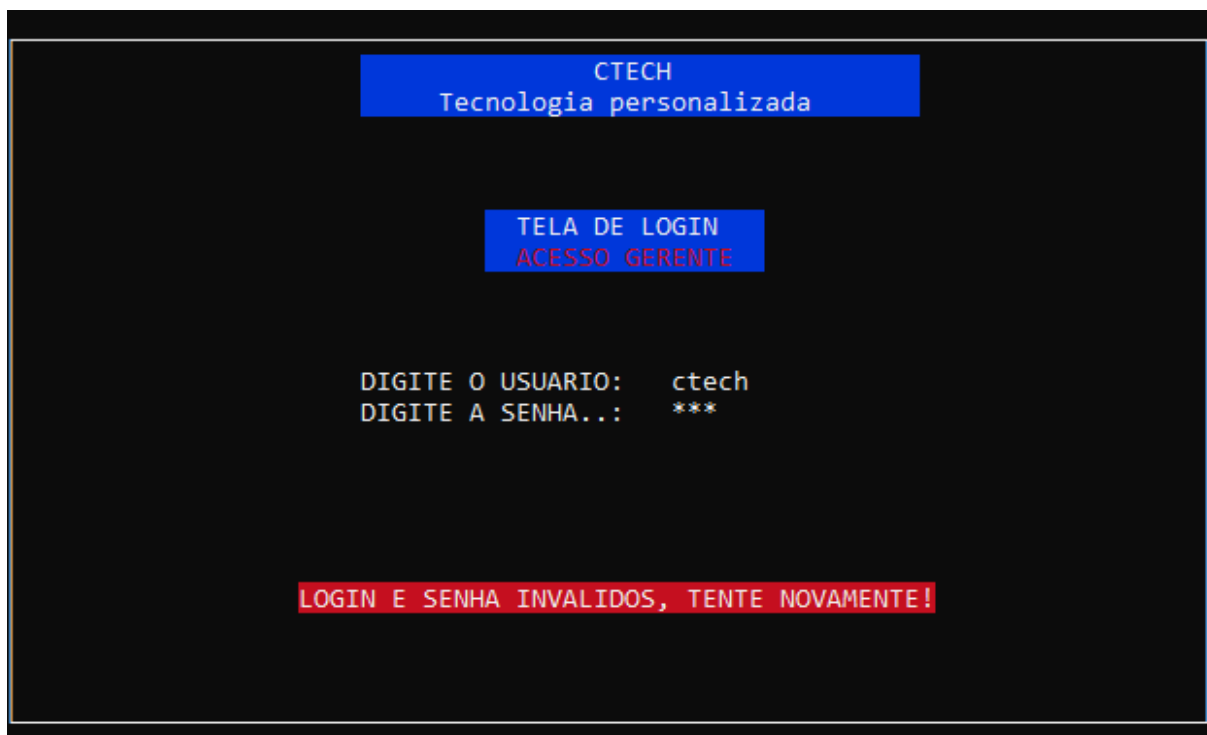 CTECH
Tecnologia personalizada
TELA DE LOGIN
ACESSO GERENTE
DIGITE O USUARIO: ctech
DIGITE A SENHA..: ***
LOGIN E SENHA INVALIDOS, TENTE NOVAMENTE!